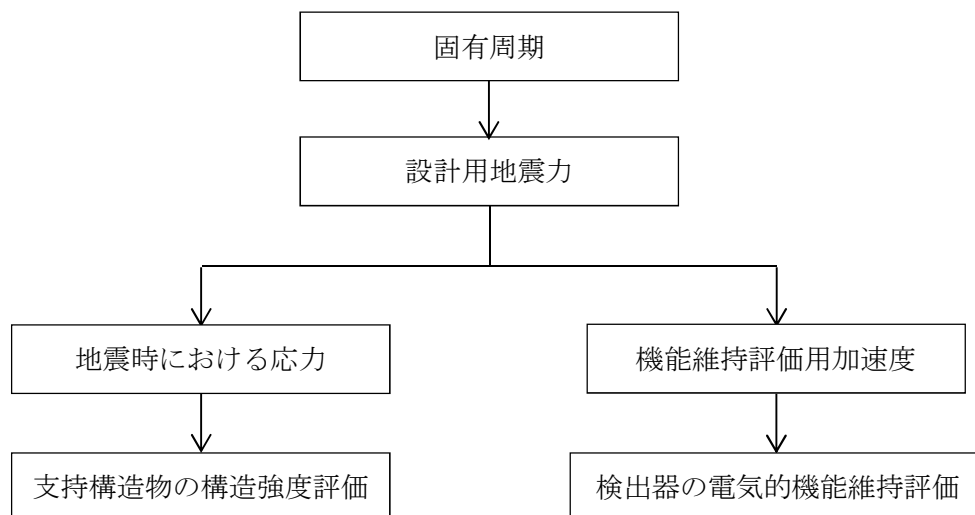 固有周期
設計用地震力
地震時における応力
機能維持評価用加速度
支持構造物の構造強度評価
検出器の電気的機能維持評価